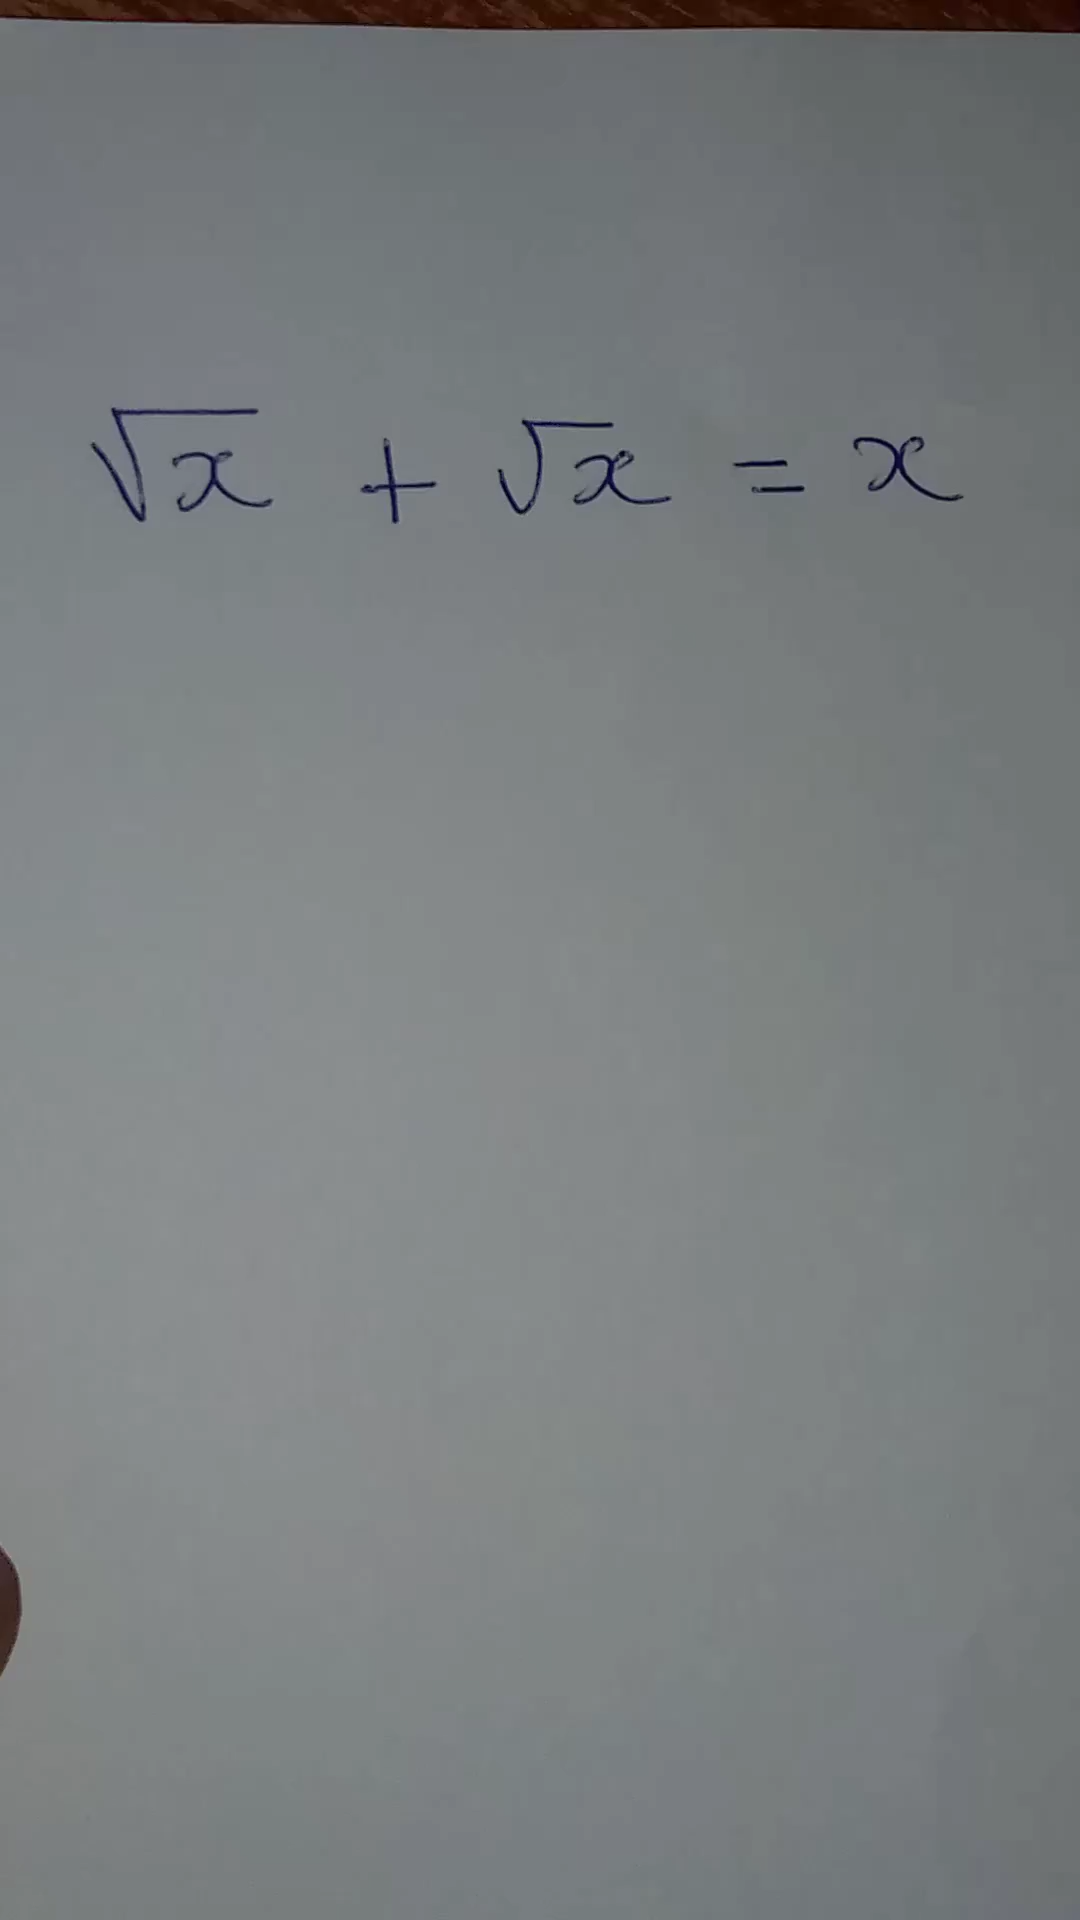 √x + √x = x